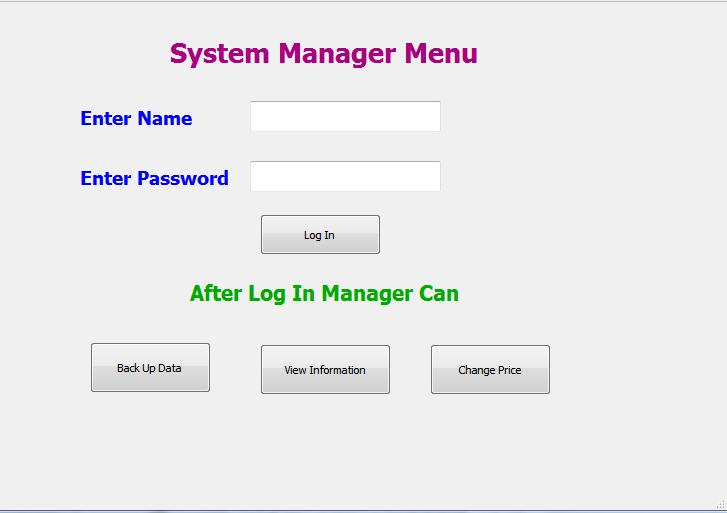 System Manager Menu
Enter Name
Enter Password
Log In
After Log In Manager Can
Back Up Data
View Information
Change Price